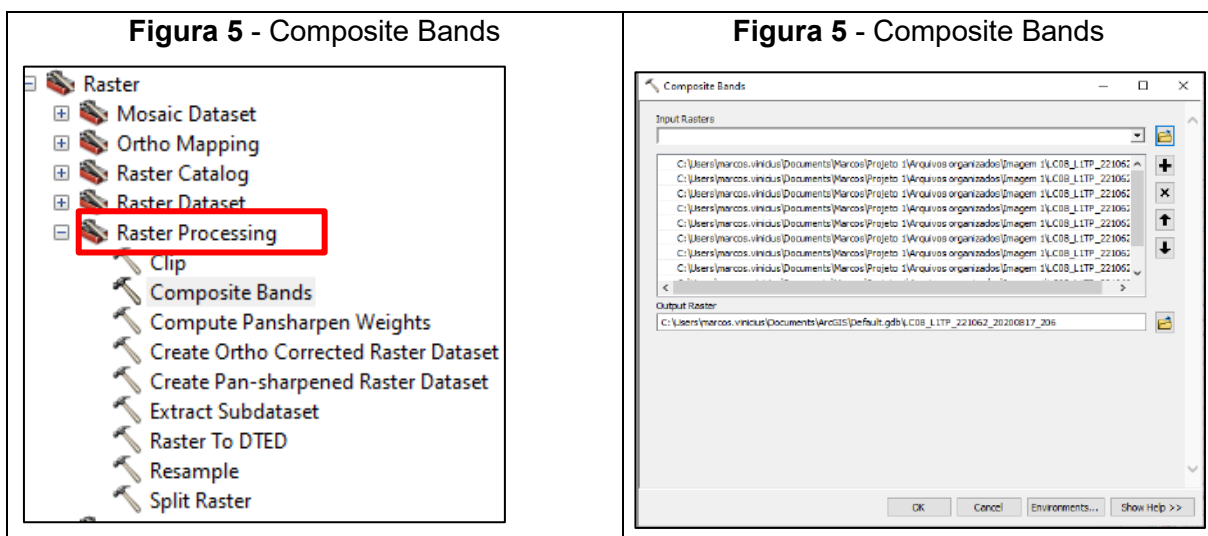 Figura 5 - Composite Bands
Raster
Mosaic Dataset
Ortho Mapping
Raster Catalog
Raster Dataset
Raster Processing
Clip
Composite Bands
Compute Pansharpen Weights
Create Ortho Corrected Raster Dataset
Create Pan-sharpened Raster Dataset
Extract Subdataset
Raster To DTED
Resample
Split Raster
Figura 5 - Composite Bands
Composite Bands
Input Rasters
C:\Users\marcos.vinicius\Documents\Marcos\Projeto 1\Arquivos organizados\Imagem 1\LC08_L1TP_221062
C:\Users\marcos.vinicius\Documents\Marcos\Projeto 1\Arquivos organizados\Imagem 1\LC08_L1TP_221062
C:\Users\marcos.vinicius\Documents\Marcos\Projeto 1\Arquivos organizados\Imagem 1\LC08_L1TP_221062
C:\Users\marcos.vinicius\Documents\Marcos\Projeto 1\Arquivos organizados\Imagem 1\LC08_L1TP_221062
C:\Users\marcos.vinicius\Documents\Marcos\Projeto 1\Arquivos organizados\Imagem 1\LC08_L1TP_221062
C:\Users\marcos.vinicius\Documents\Marcos\Projeto 1\Arquivos organizados\Imagem 1\LC08_L1TP_221062
C:\Users\marcos.vinicius\Documents\Marcos\Projeto 1\Arquivos organizados\Imagem 1\LC08_L1TP_221062
C:\Users\marcos.vinicius\Documents\Marcos\Projeto 1\Arquivos organizados\Imagem 1\LC08_L1TP_221062
Output Raster
C:\Users\marcos.vinicius\Documents\ArcGIS\Default.gdb\LC08_L1TP_221062_20200817_206
OK
Cancel
Environments...
Show Help >>